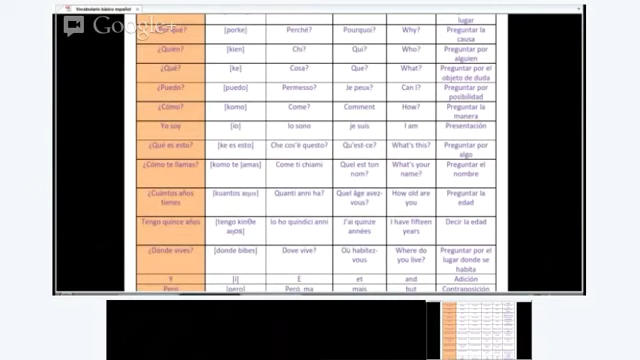 Vocabulario básico español
Google+
lugar
[porke] Perché? Pourquoi? Why? Preguntar la causa
¿Quien? [kien] Chi? Qui? Who? Preguntar por alguien
¿Qué? [ke] Cosa? Que? What? Preguntar por el objeto de duda
¿Puedo? [puedo] Permesso? Je peux? Can I? Preguntar por posibilidad
¿Cómo? [komo] Come? Comment How? Preguntar la manera
Yo soy [io] Io sono je suis I am Presentación
¿Qué es esto? [ke es esto] Che cos'è questo? Qu'est-ce? What's this? Preguntar por algo
¿Cómo te llamas? [komo te Come ti chiami Quel est ton nom? What's your name? Preguntar el nombre
¿Cuántos años tienes [kuantos Quanti anni ha? Quel âge avez-vous? How old are you Preguntar la edad
Tengo quince años [tengo Io ho quindici anni J'ai quinze années I have fifteen years Decir la edad
¿Dónde vives? [donde bibes] Dove vive? Où habitez-vous Where do you live? Preguntar por el lugar donde se habita
Y [i] E et and Adición
Pero [pero] Però, ma mais but Contraposición